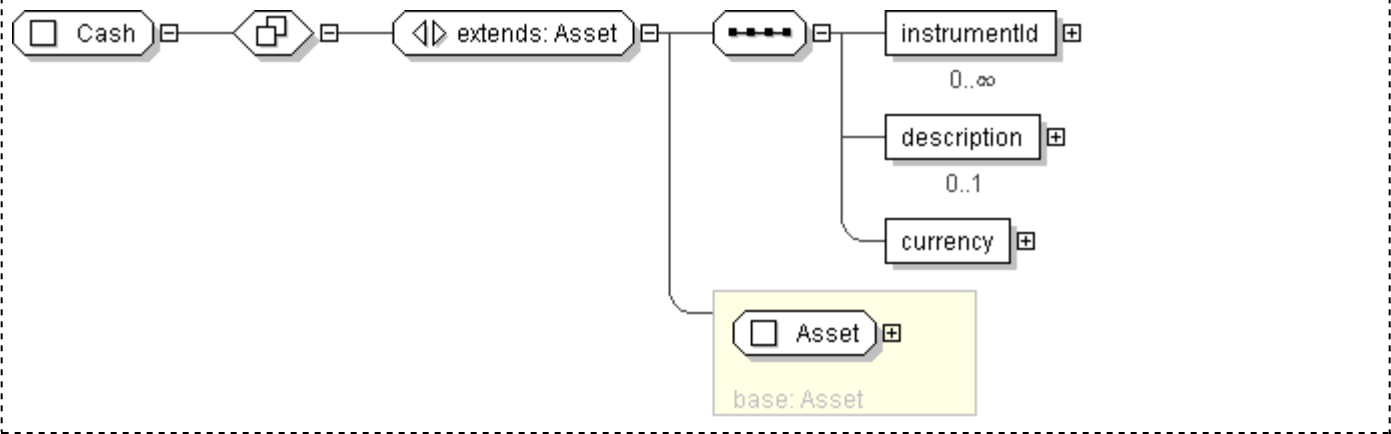 Cash
extends: Asset
instrumentId
0..∞
description
0..1
currency
Asset
base: Asset